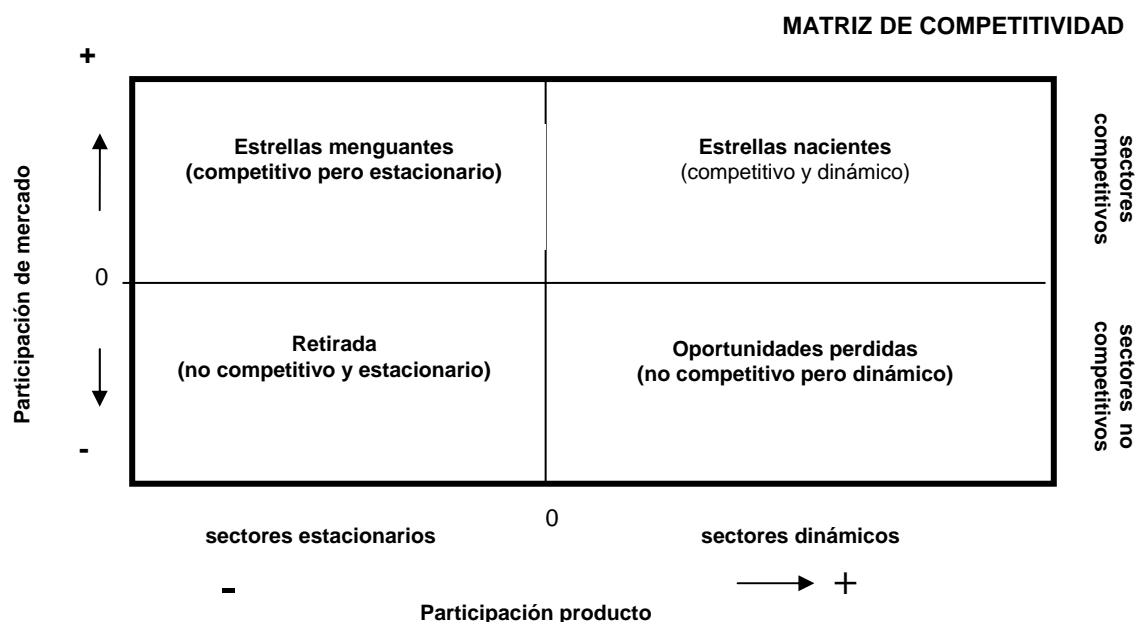 MATRIZ DE COMPETITIVIDAD
+
Estrellas menguantes
(competitivo pero estacionario)
Estrellas nacientes
(competitivo y dinámico)
sectores
competitivos
Participación de mercado
0
Retirada
(no competitivo y estacionario)
Oportunidades perdidas
(no competitivo pero dinámico)
sectores no
competitivos
-
0
sectores estacionarios
sectores dinámicos
-
+
Participación producto